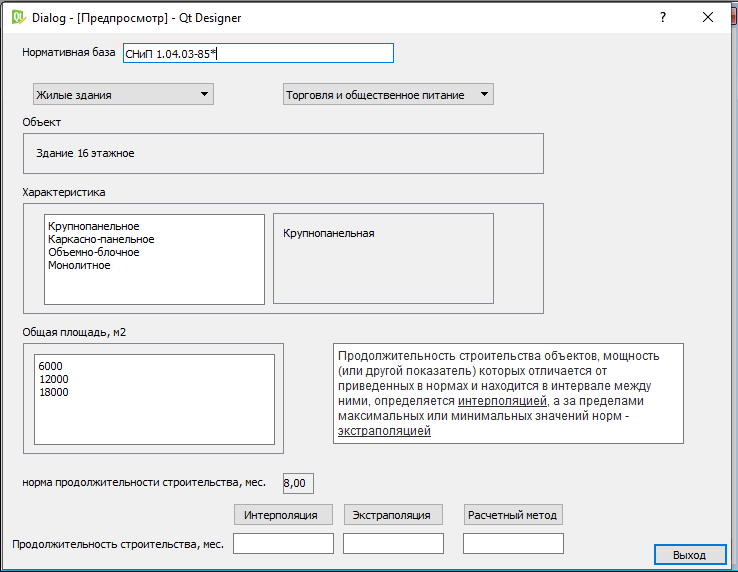 Dialog - [Предпросмотр] - Qt Designer
Нормативная база СНиП 1.04.03-85*
Жилые здания Торговля и общественное питание
Объект
Здание 16 этажное
Характеристика
Крупнопанельное
Каркасно-панельное
Объемно-блочное
Монолитное
Крупнопанельная
Общая площадь, м2
6000
12000
18000
Продолжительность строительства объектов, мощность
(или другой показатель) которых отличается от
приведенных в нормах и находится в интервале между
ними, определяется интерполяцией, а за пределами
максимальных или минимальных значений норм -
экстраполяцией
норма продолжительности строительства, мес. 8,00
Интерполяция Экстраполяция Расчетный метод
Продолжительность строительства, мес.
Выход